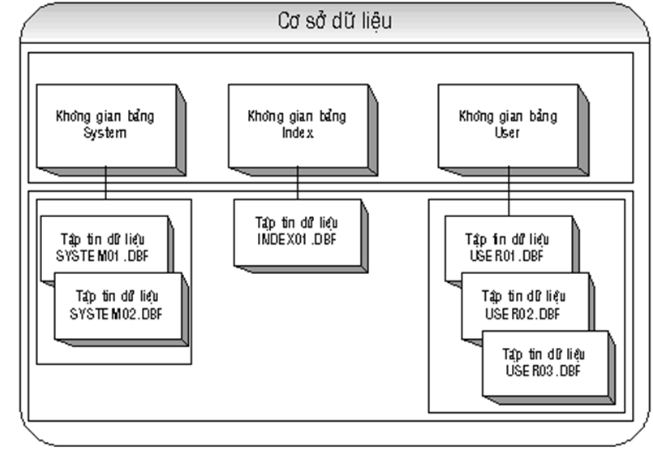 Cơ sở dữ liệu
Không gian bảng
System
Không gian bảng
Index
Không gian bảng
User
Tập tin dữ liệu
SYSTEM01.DBF
Tập tin dữ liệu
SYSTEM02.DBF
Tập tin dữ liệu
INDEX01.DBF
Tập tin dữ liệu
USER01.DBF
Tập tin dữ liệu
USER02.DBF
Tập tin dữ liệu
USER03.DBF